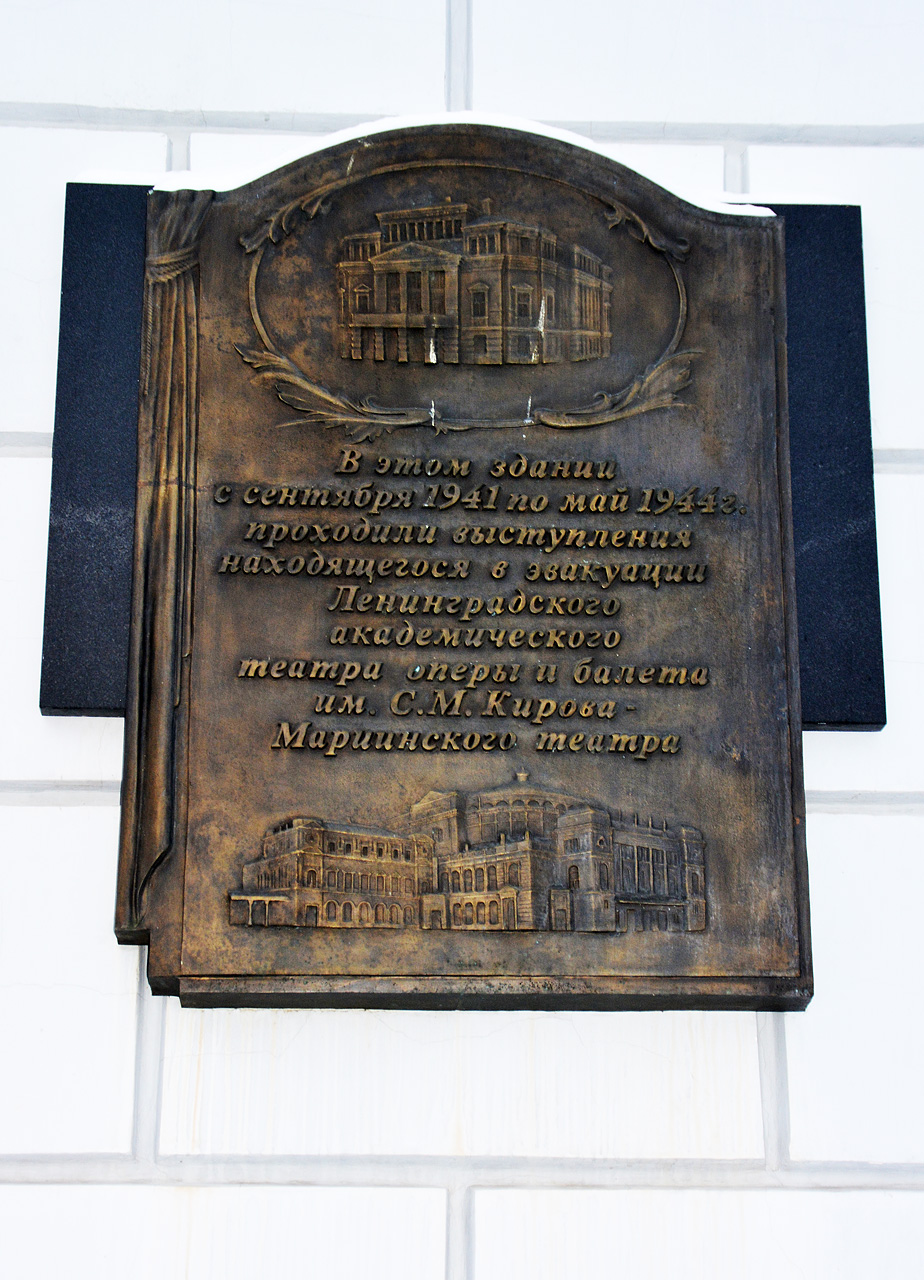 В этом здании
с сентября 1941 по май 1944 г.
проходили выступления
находящегося в эвакуации
Ленинградского
академического
театра оперы и балета
им. С.М. Кирова -
Мариинского театра